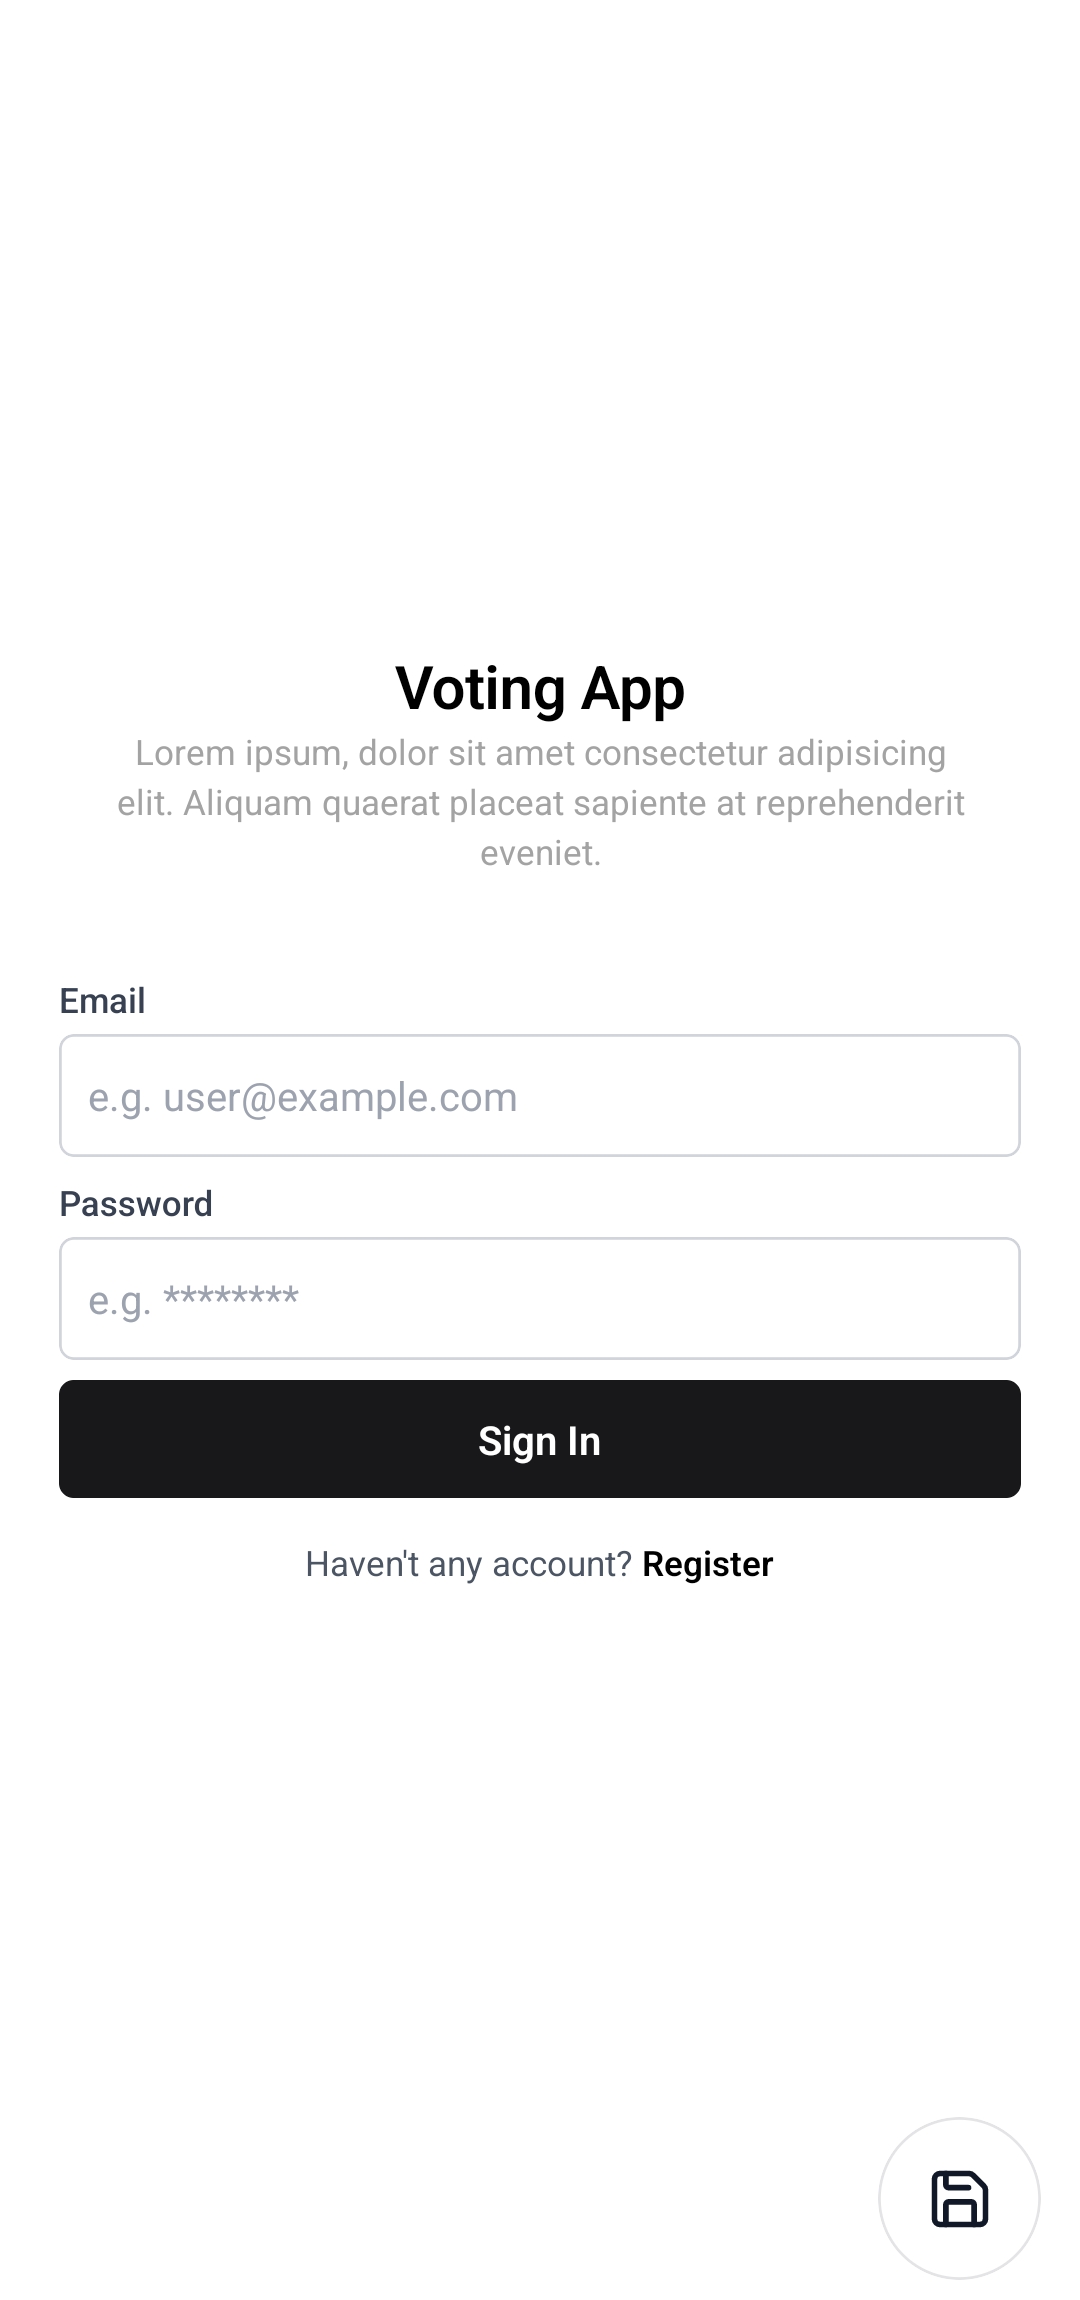 Voting App
Lorem ipsum, dolor sit amet consectetur adipisicing
elit. Aliquam quaerat placeat sapiente at reprehenderit
eveniet.
Email
e.g. user@example.com
Password
e.g. ********
Sign In
Haven't any account? Register